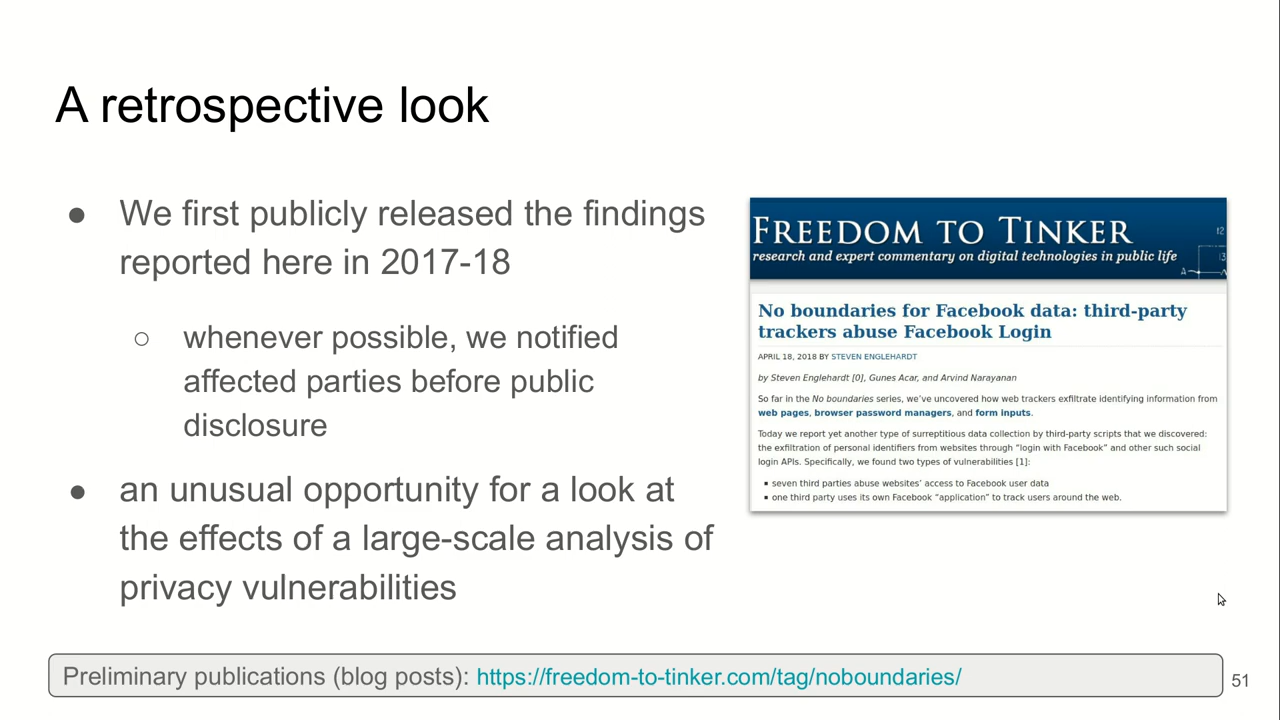 A retrospective look
● We first publicly released the findings
reported here in 2017-18
○ whenever possible, we notified
affected parties before public
disclosure
● an unusual opportunity for a look at
the effects of a large-scale analysis of
privacy vulnerabilities
FREEDOM TO TINKER
research and expert commentary on digital technologies in public life
12
13
A
No boundaries for Facebook data: third-party
trackers abuse Facebook Login
APRIL 18, 2018 BY STEVEN ENGLEHARDT
by Steven Englehardt [0], Gunes Acar, and Arvind Narayanan
So far in the No boundaries series, we've uncovered how web trackers exfiltrate identifying information from
web pages, browser password managers, and form inputs.
Today we report yet another type of surreptitious data collection by third-party scripts that we discovered:
the exfiltration of personal identifiers from websites through “login with Facebook” and other such social
login APIs. Specifically, we found two types of vulnerabilities [1]:
▪ seven third parties abuse websites' access to Facebook user data
▪ one third party uses its own Facebook “application” to track users around the web.
Preliminary publications (blog posts): https://freedom-to-tinker.com/tag/noboundaries/
51